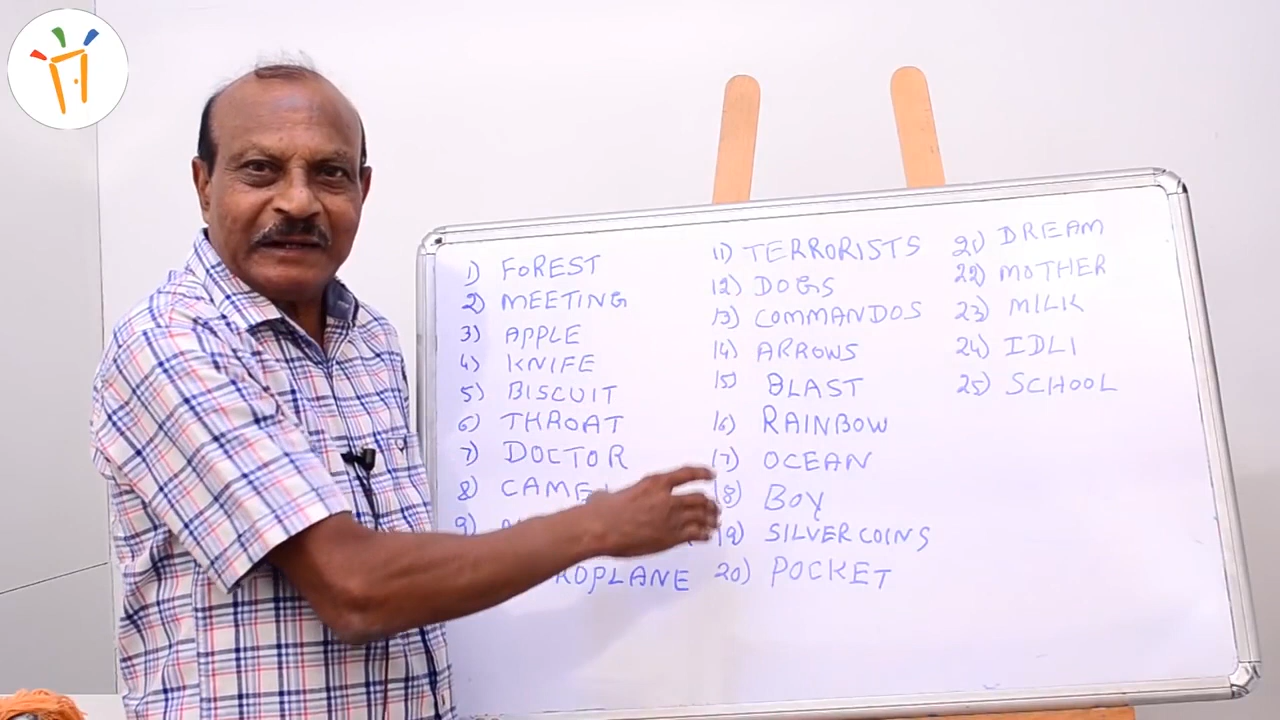 1) FOREST
2) MEETING
3) APPLE
4) KNIFE
5) BISCUIT
6) THROAT
7) DOCTOR
8)
9)
11) TERRORISTS
12) DOGS
13) COMMANDOS
14) ARROWS
15) BLAST
16) RAINBOW
17) OCEAN
18) BOY
19) SILVER COINS
20) POCKET
21) DREAM
22) MOTHER
23) MILK
24) IDLI
25) SCHOOL